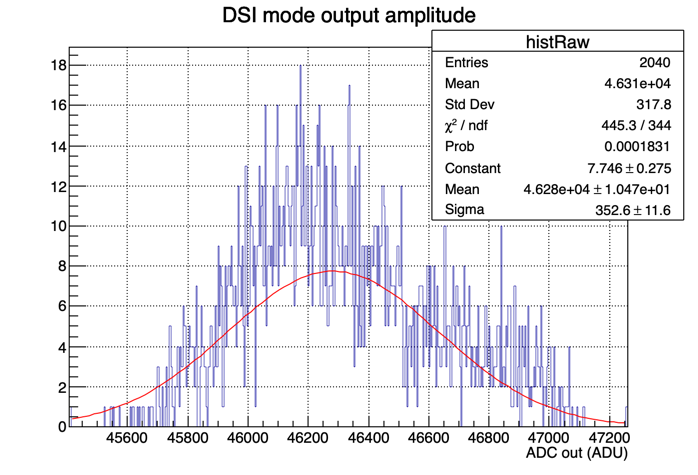 DSI mode output amplitude
histRaw
Entries 2040
Mean 4.631e+04
Std Dev 317.8
χ² / ndf 445.3 / 344
Prob 0.0001831
Constant 7.746 ± 0.275
Mean 4.628e+04 ± 1.047e+01
Sigma 352.6 ± 11.6
18
16
14
12
10
8
6
4
2
0
45600 45800 46000 46200 46400 46600 46800 47000 47200
ADC out (ADU)